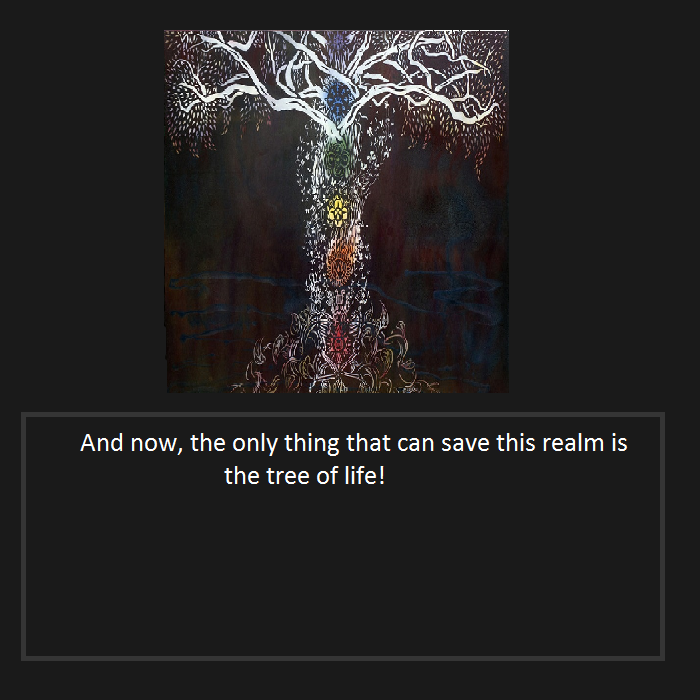 And now, the only thing that can save this realm is
the tree of life!